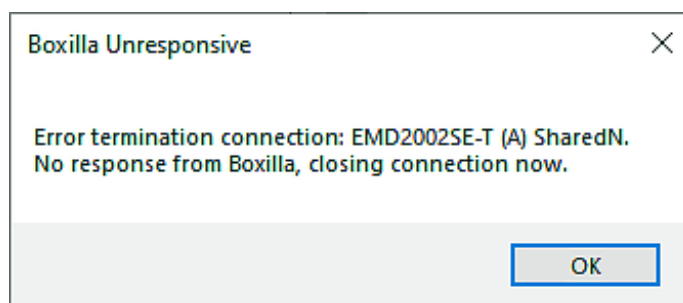 Boxilla Unresponsive
Error termination connection: EMD2002SE-T (A) SharedN.
No response from Boxilla, closing connection now.
OK